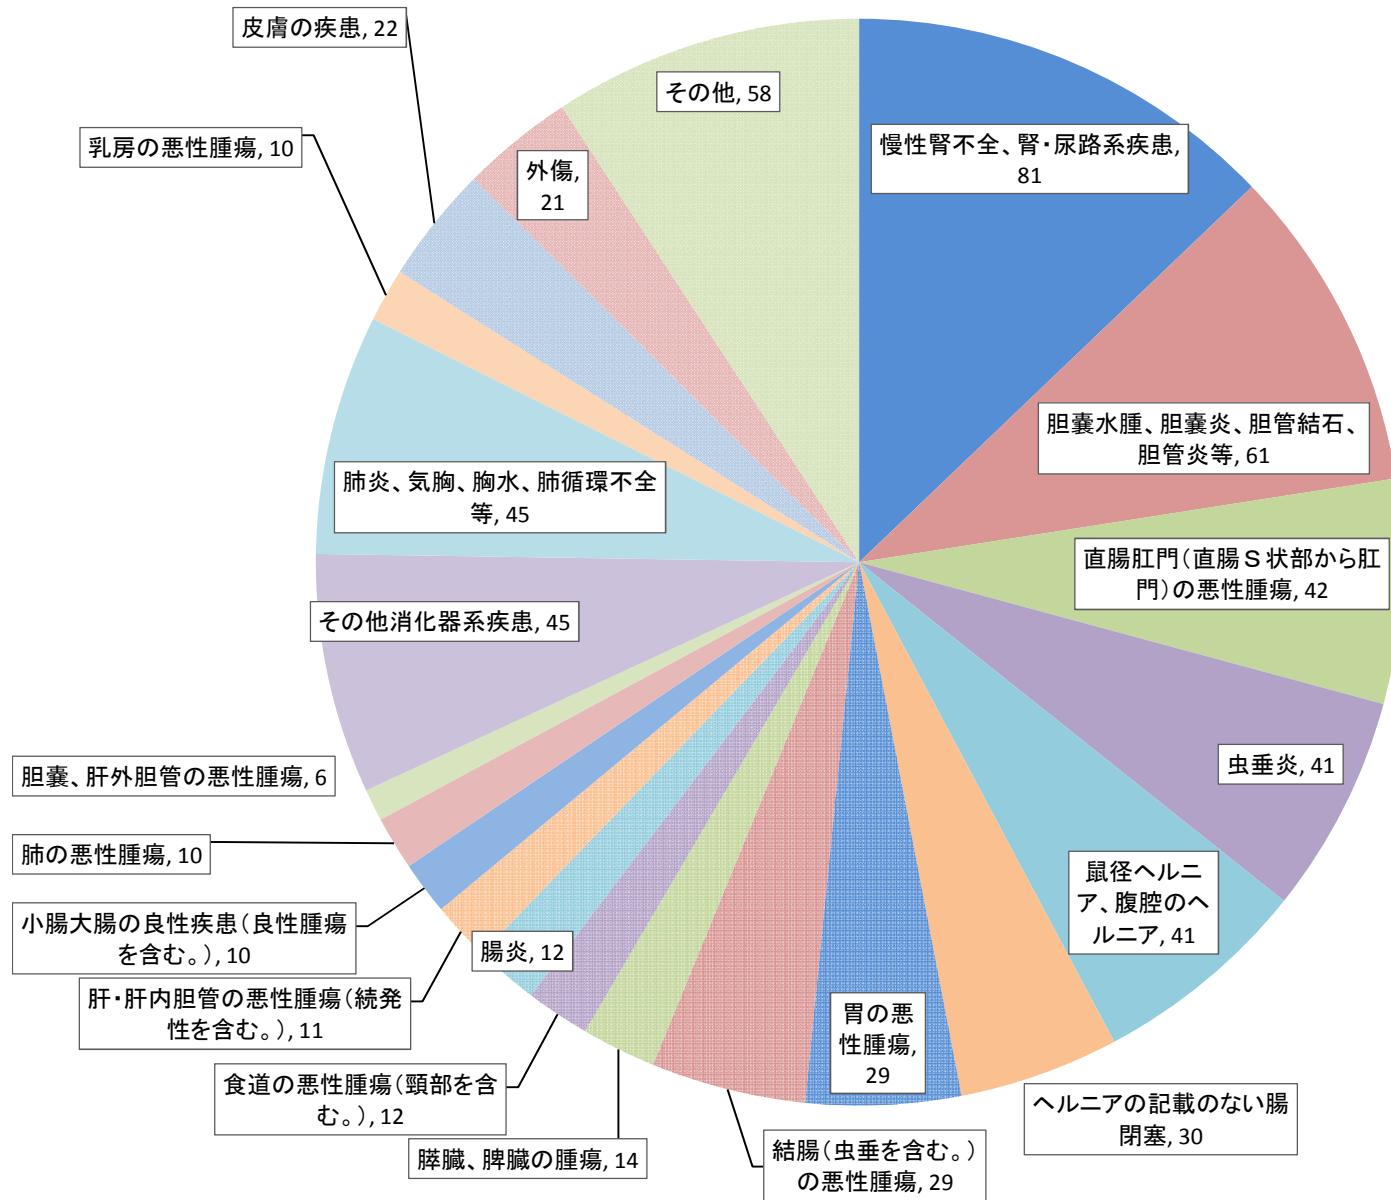 その他, 58
慢性腎不全、腎・尿路系疾患,
81
胆嚢水腫、胆嚢炎、胆管結石、
胆管炎等, 61
直腸肛門（直腸Ｓ状部から肛
門）の悪性腫瘍, 42
虫垂炎, 41
鼠径ヘルニ
ア、腹腔のヘ
ルニア, 41
ヘルニアの記載のない腸
閉塞, 30
胃の悪
性腫瘍,
29
結腸（虫垂を含む。）
の悪性腫瘍, 29
膵臓、脾臓の腫瘍, 14
食道の悪性腫瘍（頸部を含
む。）, 12
腸炎, 12
肝・肝内胆管の悪性腫瘍（続発
性を含む。）, 11
小腸大腸の良性疾患（良性腫瘍
を含む。）, 10
肺の悪性腫瘍, 10
胆嚢、肝外胆管の悪性腫瘍, 6
その他消化器系疾患, 45
肺炎、気胸、胸水、肺循環不全
等, 45
乳房の悪性腫瘍, 10
皮膚の疾患, 22
外傷,
21